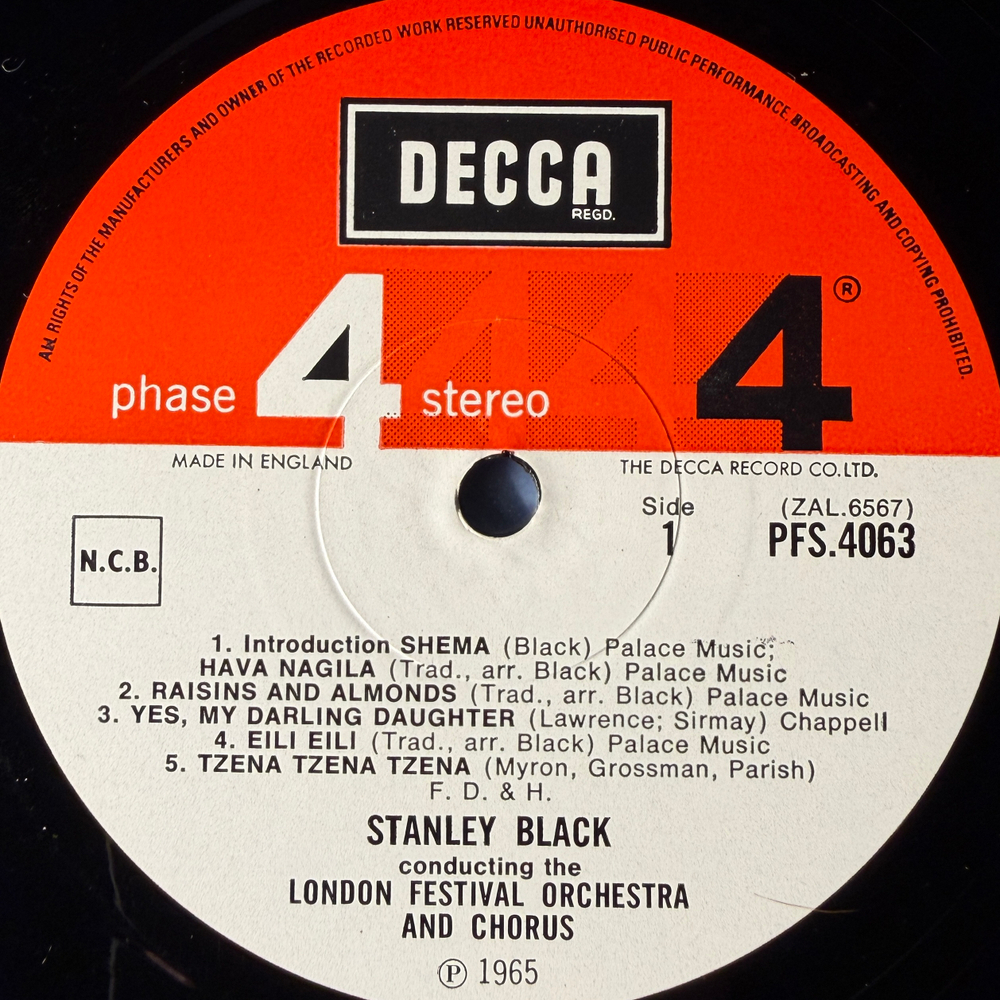 ALL RIGHTS OF THE MANUFACTURERS AND OWNER OF THE RECORDED WORK RESERVED UNAUTHORISED PUBLIC PERFORMANCE, BROADCASTING AND COPYING PROHIBITED.
DECCA
REGD.
phase 4 stereo 4 ®
MADE IN ENGLAND
THE DECCA RECORD CO.LTD.
Side (ZAL.6567)
1 PFS.4063
N.C.B.
1. Introduction SHEMA (Black) Palace Music;
HAVA NAGILA (Trad., arr. Black) Palace Music
2. RAISINS AND ALMONDS (Trad., arr. Black) Palace Music
3. YES, MY DARLING DAUGHTER (Lawrence; Sirmay) Chappell
4. EILI EILI (Trad., arr. Black) Palace Music
5. TZENA TZENA TZENA (Myron, Grossman, Parish)
F. D. & H.
STANLEY BLACK
conducting the
LONDON FESTIVAL ORCHESTRA
AND CHORUS
℗ 1965